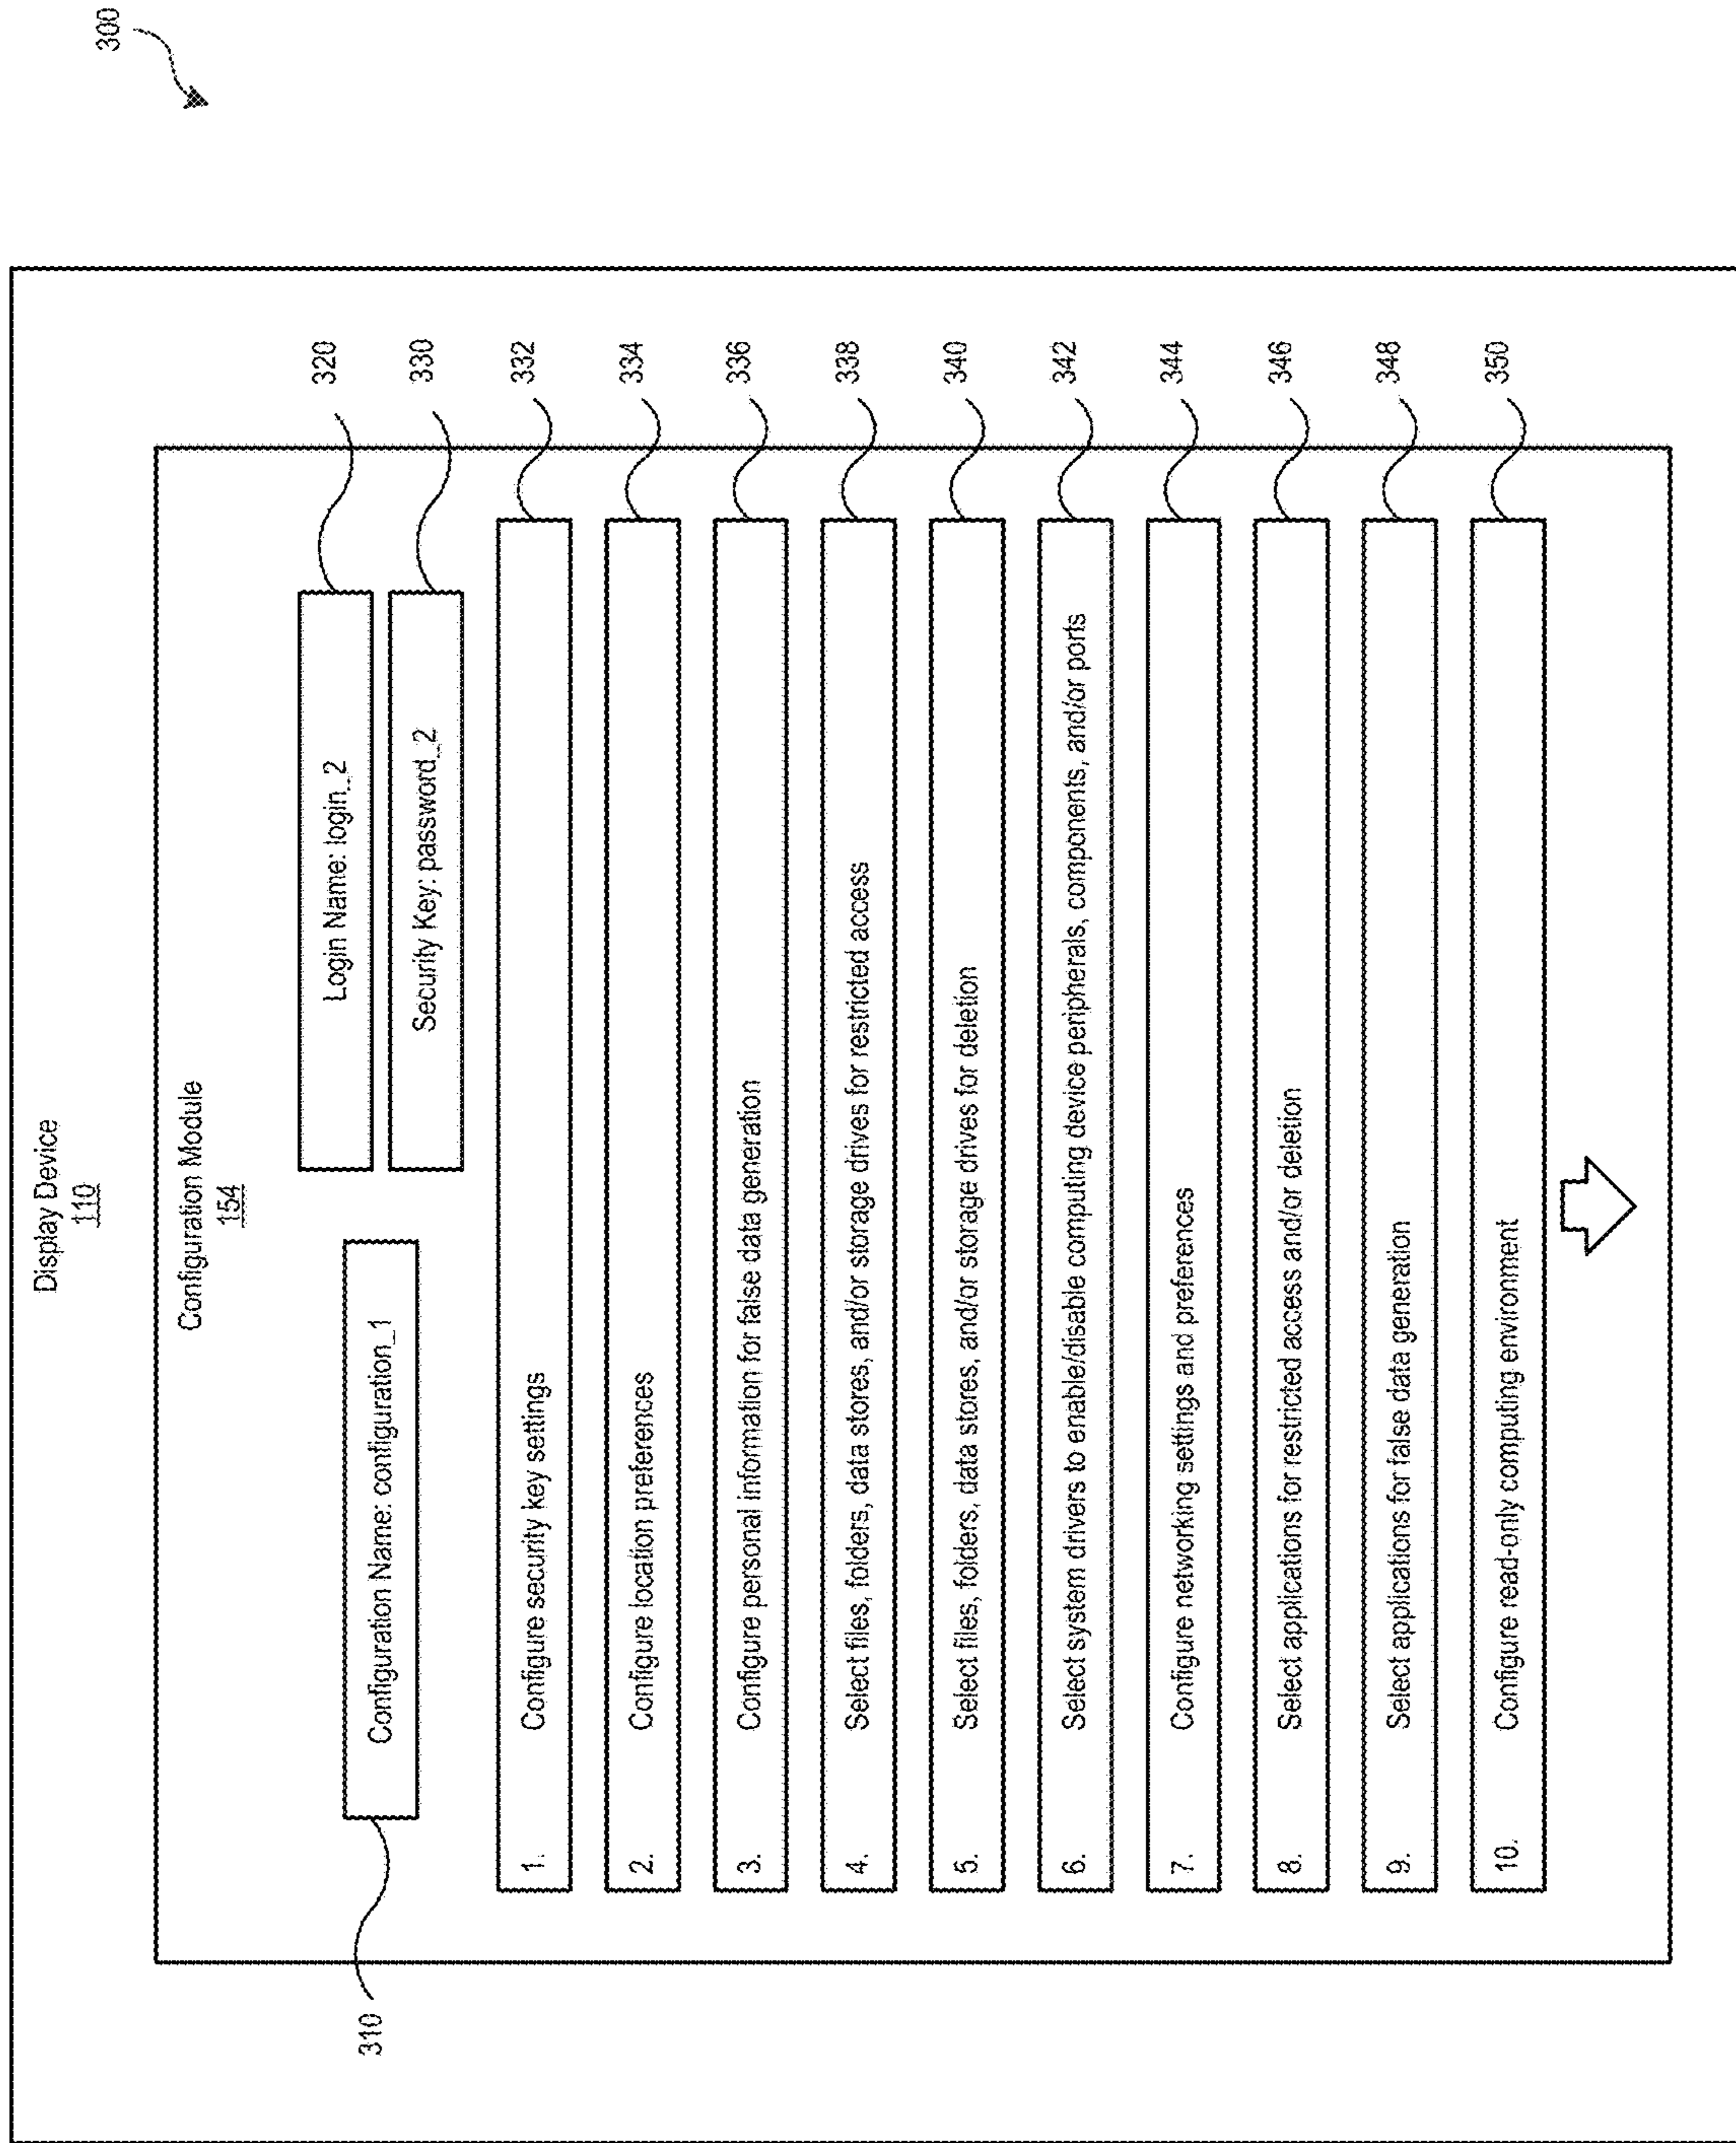 300
Display Device
110
Configuration Module
154
310
Configuration Name: configuration_1
Login Name: login_2
320
Security Key: password_2
330
1. Configure security key settings
332
2. Configure location preferences
334
3. Configure personal information for false data generation
336
4. Select files, folders, data stores, and/or storage drives for restricted access
338
5. Select files, folders, data stores, and/or storage drives for deletion
340
6. Select system drivers to enable/disable computing device peripherals, components, and/or ports
342
7. Configure networking settings and preferences
344
8. Select applications for restricted access and/or deletion
346
9. Select applications for false data generation
348
10. Configure read-only computing environment
350